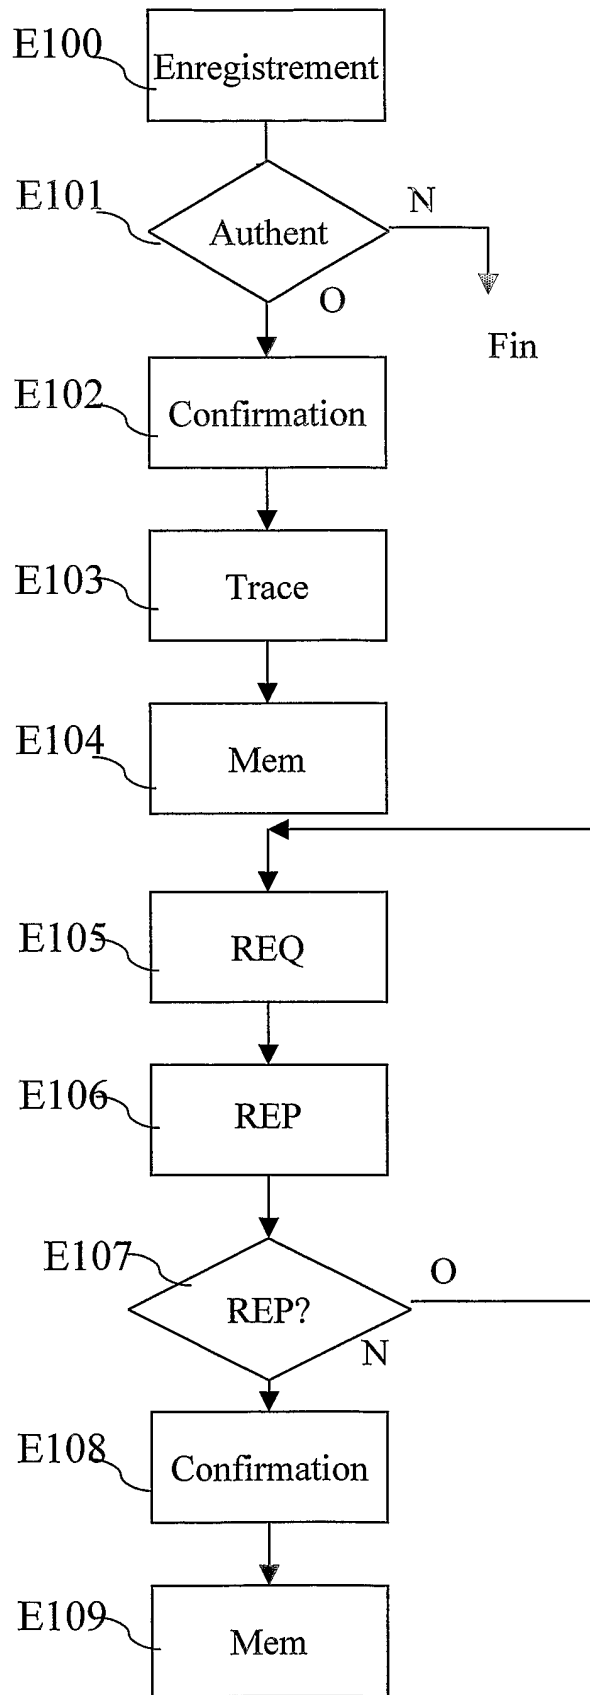 E100
Enregistrement
E101
Authent
N
O
Fin
E102
Confirmation
E103
Trace
E104
Mem
E105
REQ
E106
REP
E107
REP?
O
N
E108
Confirmation
E109
Mem